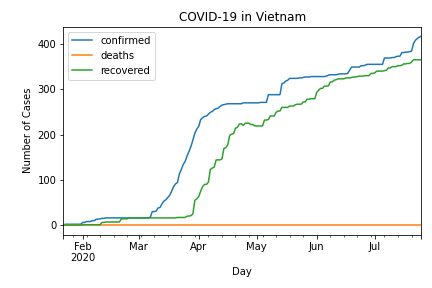 COVID-19 in Vietnam
confirmed
deaths
recovered
Number of Cases
400
300
200
100
0
Feb Mar Apr May Jun Jul
2020
Day